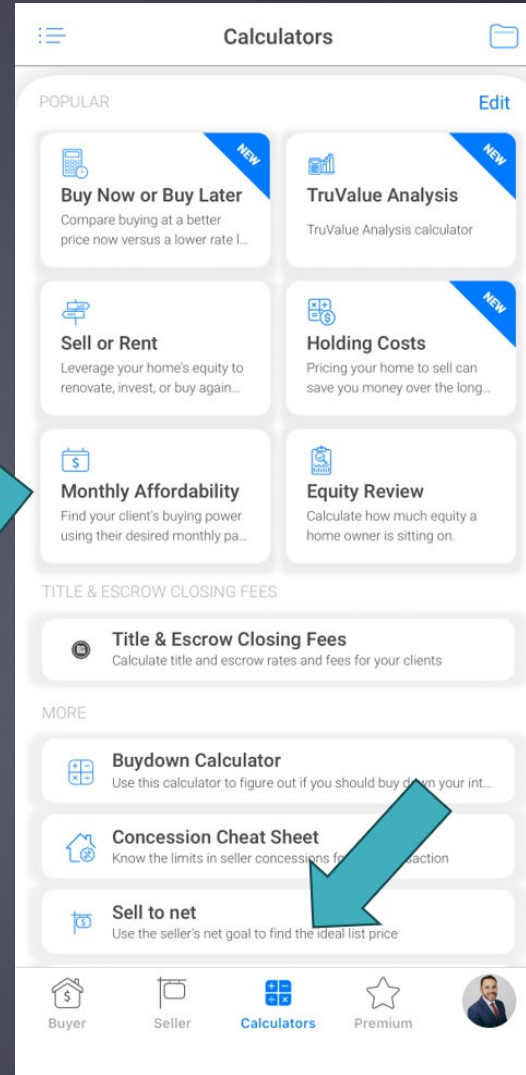 Calculators
POPULAR
Edit
NEW
Buy Now or Buy Later
Compare buying at a better
price now versus a lower rate l...
NEW
TruValue Analysis
TruValue Analysis calculator
Sell or Rent
Leverage your home's equity to
renovate, invest, or buy again...
NEW
Holding Costs
Pricing your home to sell can
save you money over the long...
Monthly Affordability
Find your client's buying power
using their desired monthly pa...
Equity Review
Calculate how much equity a
home owner is sitting on.
TITLE & ESCROW CLOSING FEES
Title & Escrow Closing Fees
Calculate title and escrow rates and fees for your clients
MORE
Buydown Calculator
Use this calculator to figure out if you should buy down your int...
Concession Cheat Sheet
Know the limits in seller concessions
Sell to net
Use the seller's net goal to find the ideal list price
Buyer
Seller
Calculators
Premium